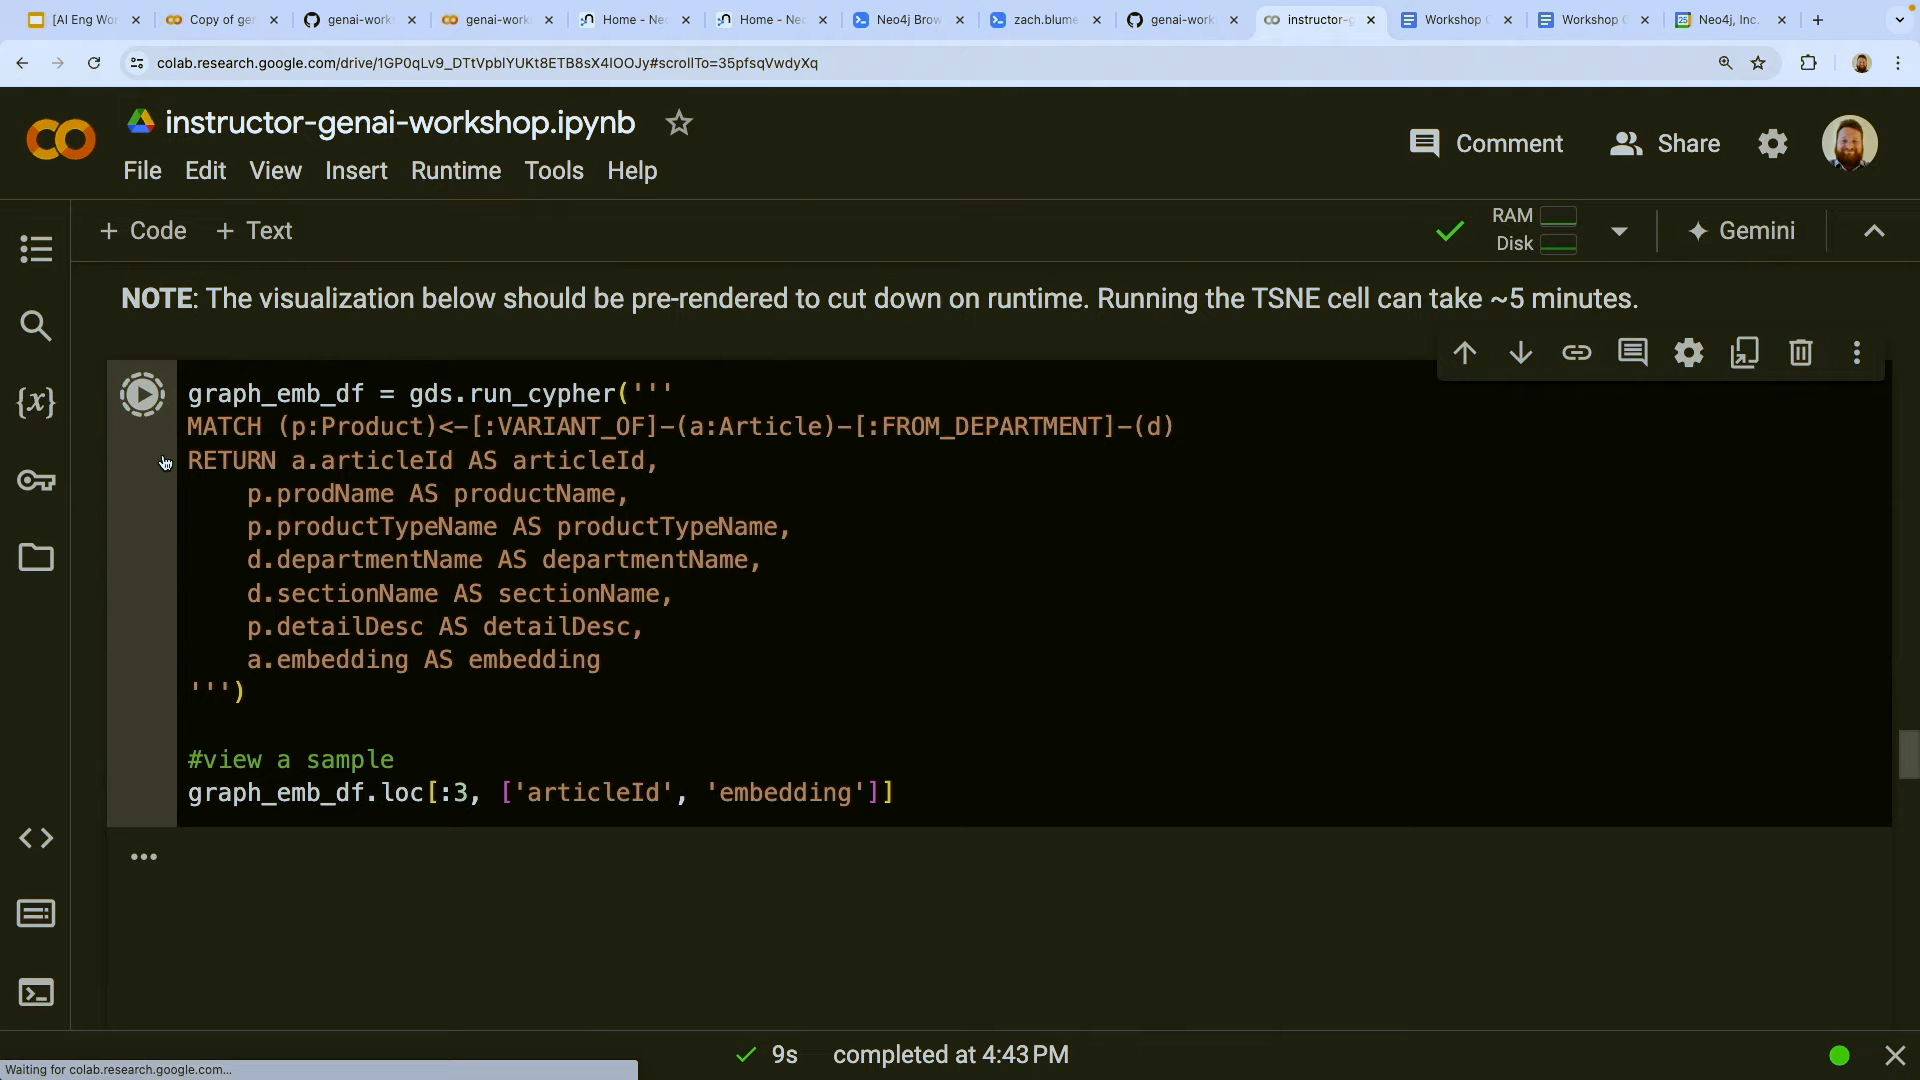 [AI Eng Wor
Copy of gen
genai-work
genai-work
Home - Neo
Home - Neo
Neo4j Brow
zach.blume
genai-work
instructor-g
Workshop
Workshop
Neo4j, Inc.
colab.research.google.com/drive/1GP0qLv9_DTtVpbIYUKt8ETB8sX4IOOJy#scrollTo=35pfsqVwdyXq
CO
instructor-genai-workshop.ipynb
File Edit View Insert Runtime Tools Help
Comment
Share
+ Code + Text
RAM
Disk
Gemini
NOTE: The visualization below should be pre-rendered to cut down on runtime. Running the TSNE cell can take ~5 minutes.
{x}
graph_emb_df = gds.run_cypher('''
MATCH (p:Product)<-[:VARIANT_OF]-(a:Article)-[:FROM_DEPARTMENT]-(d)
RETURN a.articleId AS articleId,
p.prodName AS productName,
p.productTypeName AS productTypeName,
d.departmentName AS departmentName,
d.sectionName AS sectionName,
p.detailDesc AS detailDesc,
a.embedding AS embedding
''')
#view a sample
graph_emb_df.loc[:3, ['articleId', 'embedding']]
9s completed at 4:43 PM
Waiting for colab.research.google.com...